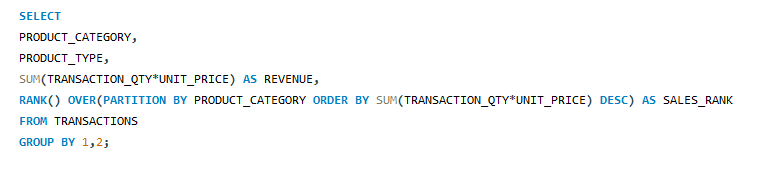 SELECT
PRODUCT_CATEGORY,
PRODUCT_TYPE,
SUM(TRANSACTION_QTY*UNIT_PRICE) AS REVENUE,
RANK() OVER(PARTITION BY PRODUCT_CATEGORY ORDER BY SUM(TRANSACTION_QTY*UNIT_PRICE) DESC) AS SALES_RANK
FROM TRANSACTIONS
GROUP BY 1,2;